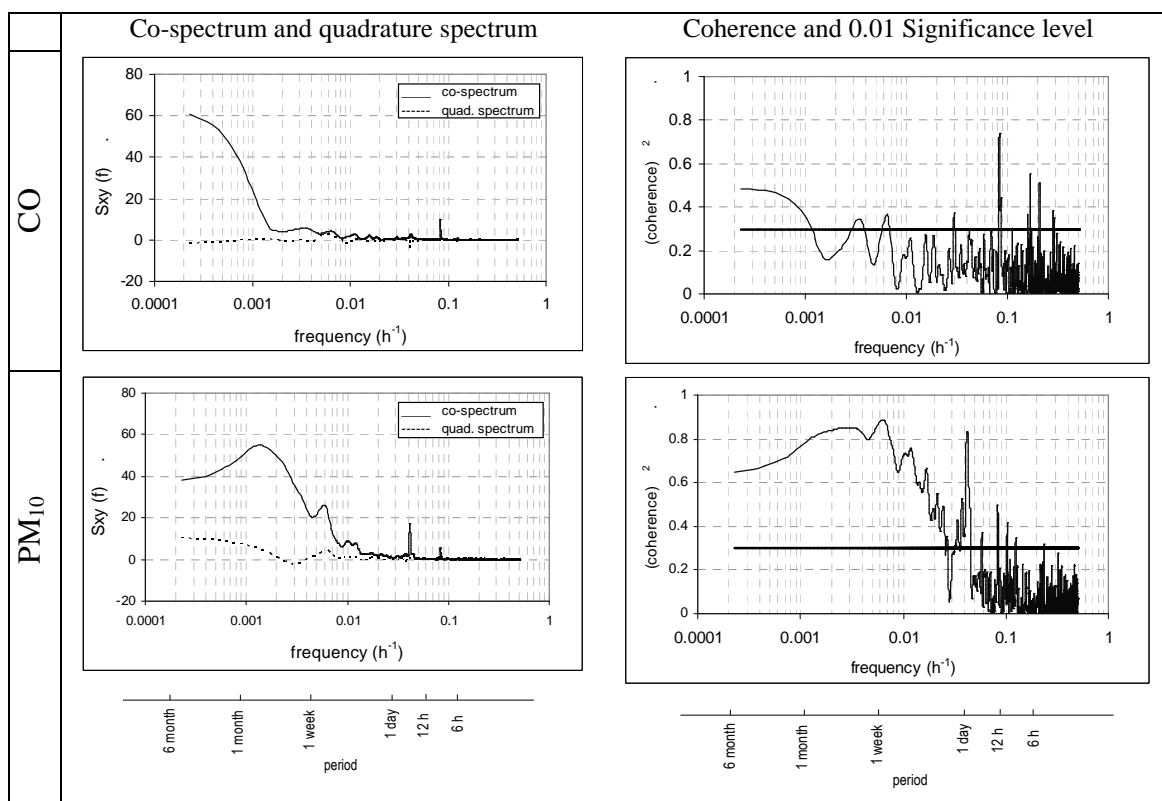 Co-spectrum and quadrature spectrum
Coherence and 0.01 Significance level
CO
80
60
40
20
0
-20
Sxy (f)
co-spectrum
quad. spectrum
0.0001 0.001 0.01 0.1 1
frequency (h⁻¹)
1
0.8
0.6
0.4
0.2
0
(coherence) ²
0.0001 0.001 0.01 0.1 1
frequency (h⁻¹)
PM₁₀
80
60
40
20
0
-20
Sxy (f)
co-spectrum
quad. spectrum
0.0001 0.001 0.01 0.1 1
frequency (h⁻¹)
1
0.8
0.6
0.4
0.2
0
(coherence) ²
0.0001 0.001 0.01 0.1 1
frequency (h⁻¹)
6 month 1 month 1 week 1 day 12 h 6 h
period
6 month 1 month 1 week 1 day 12 h 6 h
period